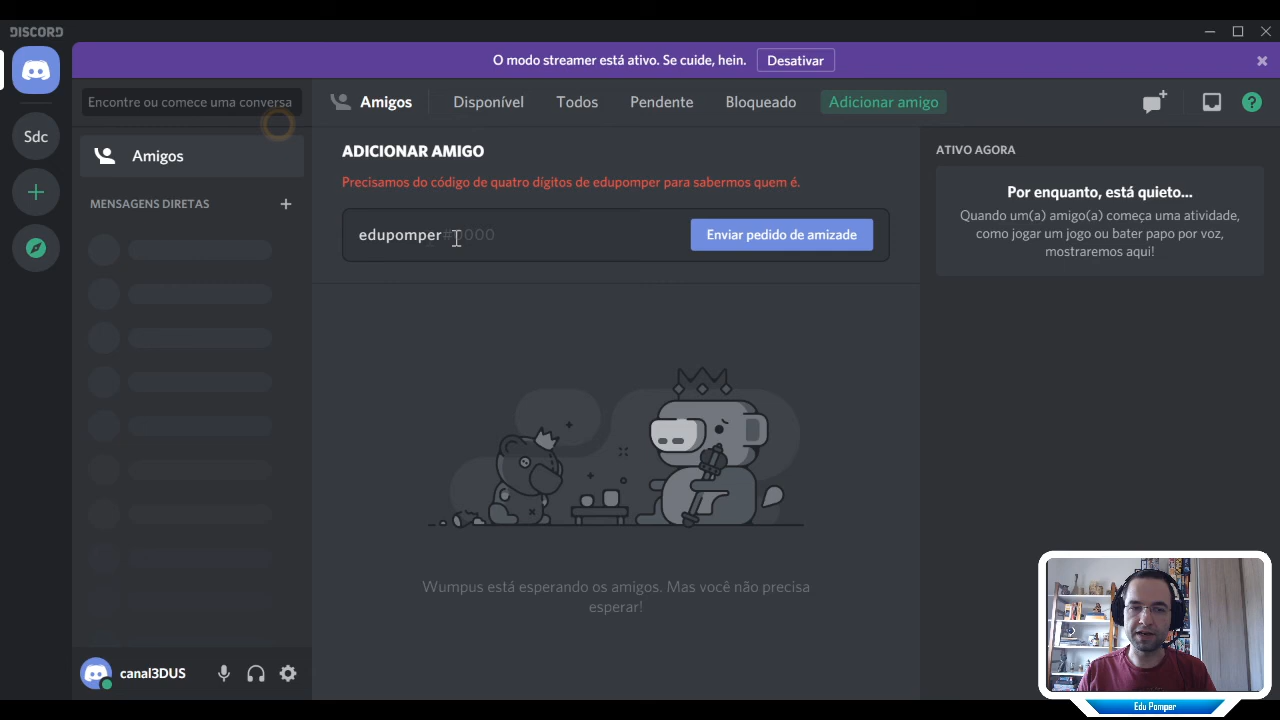 DISCORD
O modo streamer está ativo. Se cuide, hein.
Desativar
Encontre ou comece uma conversa
Amigos
Disponível
Todos
Pendente
Bloqueado
Adicionar amigo
Sdc
Amigos
MENSAGENS DIRETAS
ADICIONAR AMIGO
Precisamos do código de quatro dígitos de edupomper para sabermos quem é.
edupomper#0000
Enviar pedido de amizade
ATIVO AGORA
Por enquanto, está quieto...
Quando um(a) amigo(a) começa uma atividade,
como jogar um jogo ou bater papo por voz,
mostraremos aqui!
Wumpus está esperando os amigos. Mas você não precisa
esperar!
canal3DUS
Edu Pomper